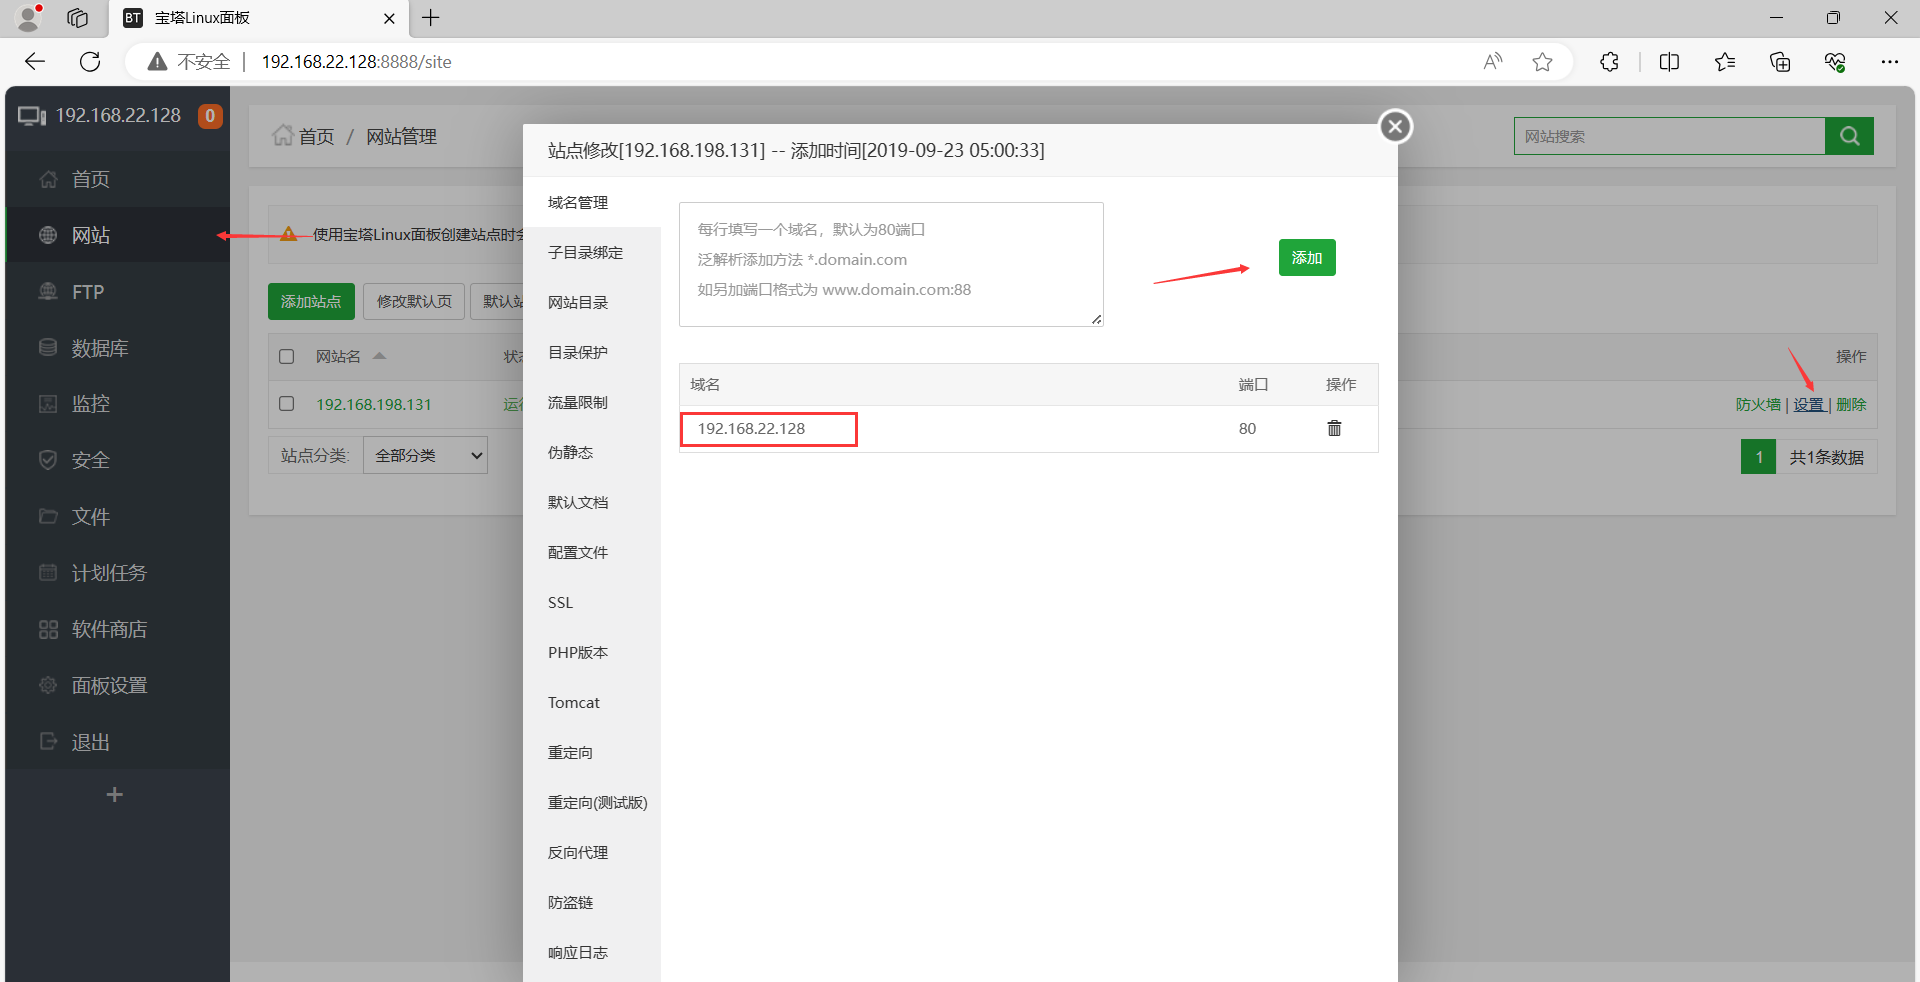 宝塔Linux面板
不安全
192.168.22.128:8888/site
192.168.22.128
0
首页
网站
FTP
数据库
监控
安全
文件
计划任务
软件商店
面板设置
退出
首页 / 网站管理
网站搜索
使用宝塔Linux面板创建站点时
添加站点
修改默认页
默认站
网站名
状
操作
192.168.198.131
运
防火墙 | 设置 | 删除
站点分类:
全部分类
1
共1条数据
站点修改[192.168.198.131] -- 添加时间[2019-09-23 05:00:33]
域名管理
子目录绑定
网站目录
目录保护
流量限制
伪静态
默认文档
配置文件
SSL
PHP版本
Tomcat
重定向
重定向(测试版)
反向代理
防盗链
响应日志
每行填写一个域名，默认为80端口
泛解析添加方法 *.domain.com
如另加端口格式为 www.domain.com:88
添加
域名
端口
操作
192.168.22.128
80